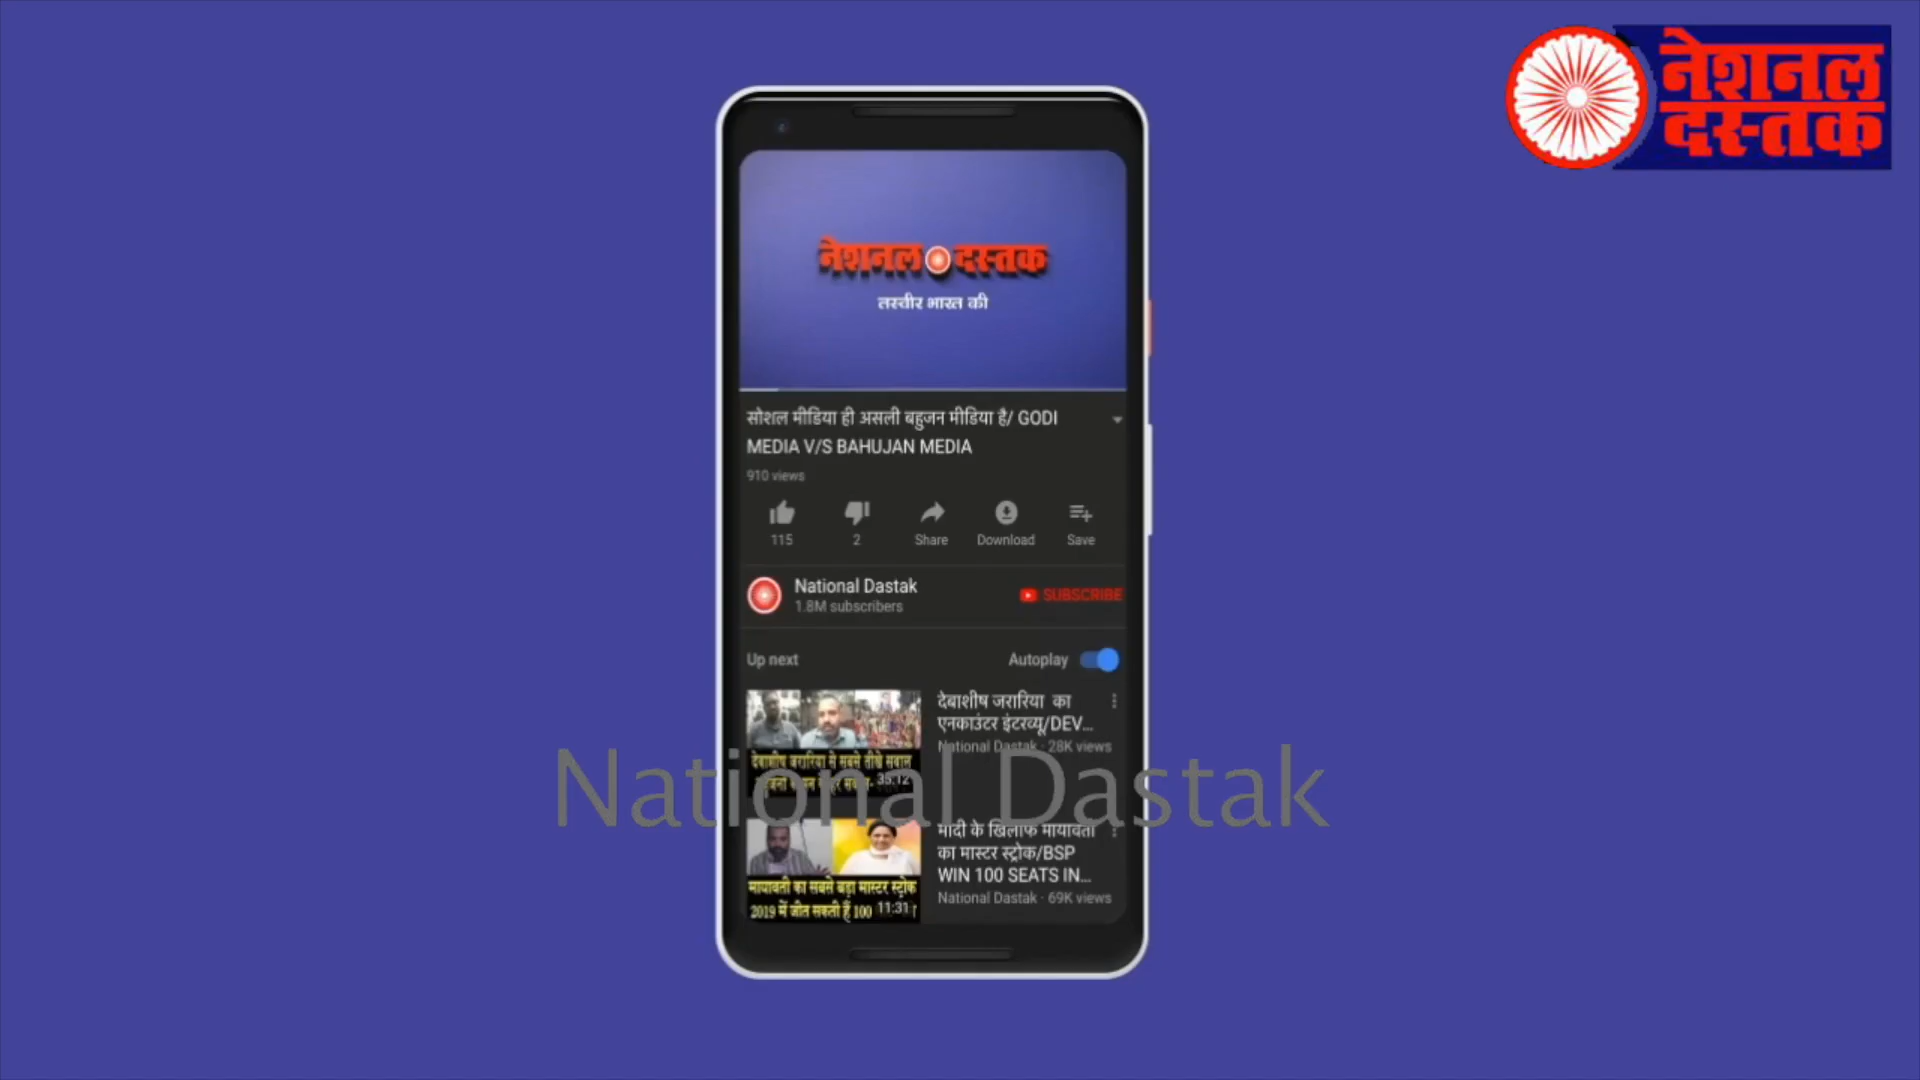 नेशनल
दस्तक
नेशनल दस्तक
तस्वीर भारत की
सोशल मीडिया ही असली बहुजन मीडिया है/ GODI
MEDIA V/S BAHUJAN MEDIA
910 views
115 2 Share Download Save
National Dastak
1.8M subscribers
SUBSCRIBE
Up next Autoplay
देबाशीष जरारिया का
एनकाउंटर इंटरव्यू/DEV...
National Dastak · 28K views
देबाशीष जरारिया से सबसे तीखे सवाल
35:12
National Dastak
मोदी के खिलाफ मायावती
का मास्टर स्ट्रोक/BSP
WIN 100 SEATS IN...
National Dastak · 69K views
मायावती का सबसे बड़ा मास्टर स्ट्रोक
2019 में जीत सकती हैं 100
11:31